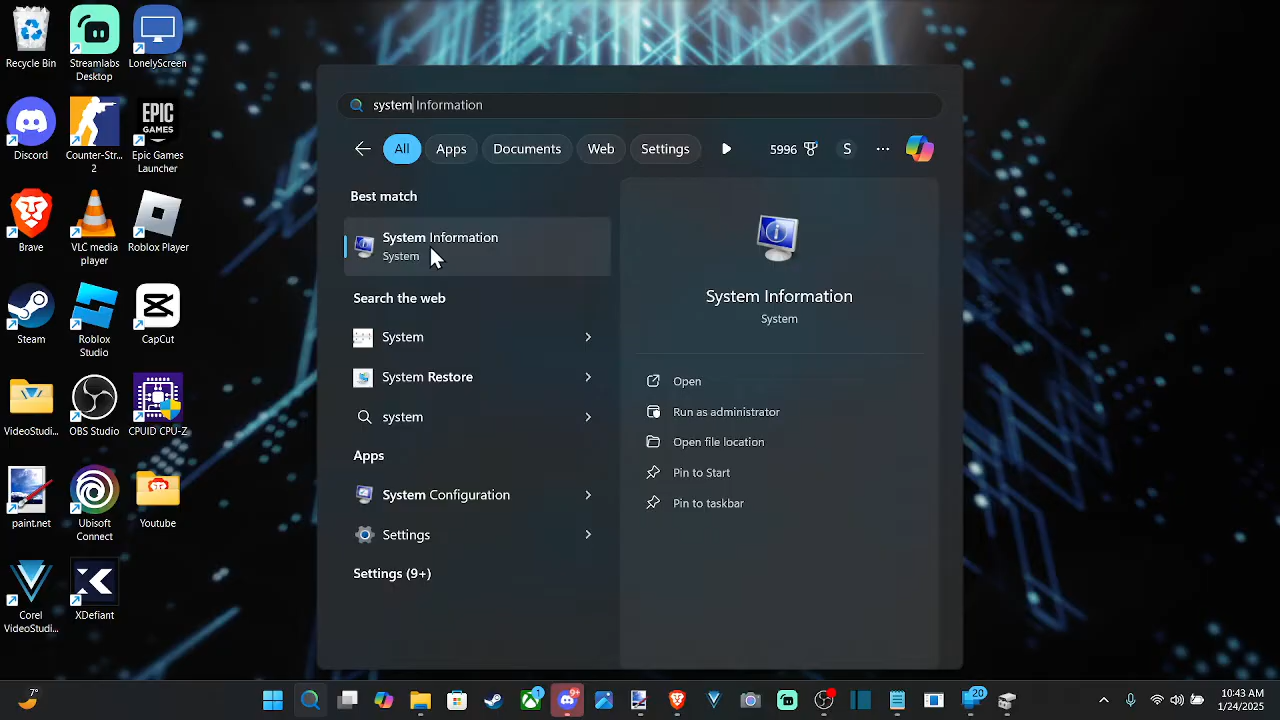 Recycle Bin
Streamlabs
Desktop
LonelyScreen
Discord
Counter-Str...
2
EPIC
GAMES
Epic Games
Launcher
Brave
VLC media
player
Roblox Player
Steam
Roblox
Studio
CapCut
VideoStudi...
OBS Studio
CPUID CPU-Z
paint.net
Ubisoft
Connect
Youtube
Corel
VideoStudi...
XDefiant
system Information
All
Apps
Documents
Web
Settings
5996
S
Best match
System Information
System
Search the web
System
System Restore
system
Apps
System Configuration
Settings
Settings (9+)
System Information
System
Open
Run as administrator
Open file location
Pin to Start
Pin to taskbar
7°
1
9+
20
10:43 AM
1/24/2025